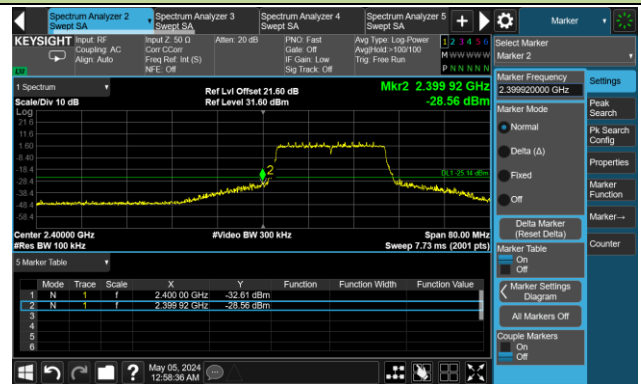 Spectrum Analyzer 2
Swept SA
Spectrum Analyzer 3
Swept SA
Spectrum Analyzer 4
Swept SA
Spectrum Analyzer 5
Swept SA
Marker
KEYSIGHT
Input: RF
Coupling: AC
Align: Auto
Input Z: 50 Ω
Corr CCorr
Freq Ref: Int (S)
NFE: Off
Atten: 20 dB
PNO: Fast
Gate: Off
IF Gain: Low
Sig Track: Off
Avg Type: Log-Power
Avg|Hold:>100/100
Trig: Free Run
1 2 3 4 5 6
M W W W W W
P N N N N N
LW
Select Marker
Marker 2
1 Spectrum
Scale/Div 10 dB
Log
Ref Lvl Offset 21.60 dB
Ref Level 31.60 dBm
Mkr2 2.399 92 GHz
-28.56 dBm
21.6
11.6
1.60
-8.40
-18.4
-28.4
-38.4
-48.4
-58.4
2
DL1 -25.14 dBm
Center 2.40000 GHz
#Res BW 100 kHz
#Video BW 300 kHz
Span 80.00 MHz
Sweep 7.73 ms (2001 pts)
5 Marker Table
Mode Trace Scale X Y Function Function Width Function Value
1 N 1 f 2.400 00 GHz -32.61 dBm
2 N 1 f 2.399 92 GHz -28.56 dBm
3
4
5
6
Marker Frequency
2.399920000 GHz
Marker Mode
Normal
Delta (Δ)
Fixed
Off
Delta Marker
(Reset Delta)
Marker Table
On
Off
Marker Settings
Diagram
All Markers Off
Couple Markers
On
Off
Settings
Peak
Search
Pk Search
Config
Properties
Marker
Function
Marker→
Counter
?
May 05, 2024
12:58:36 AM